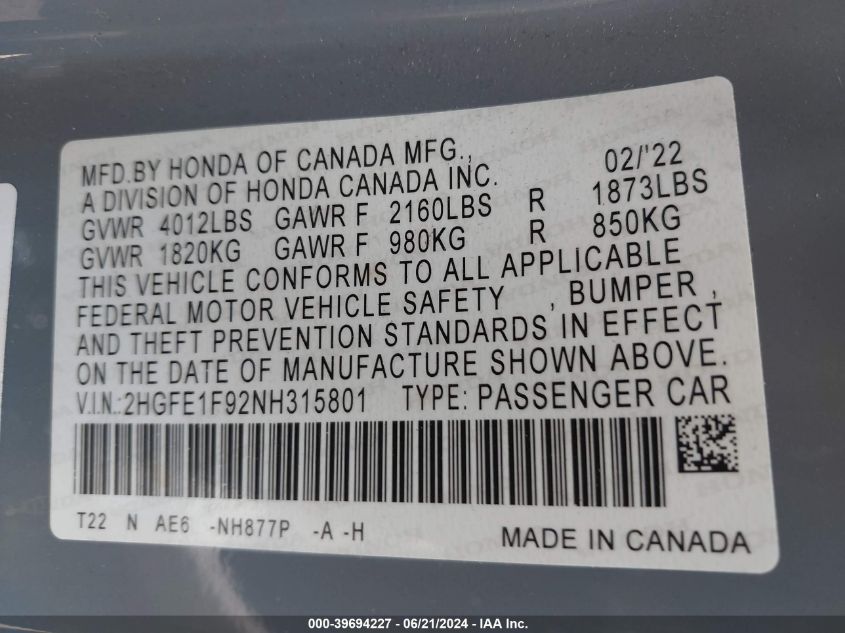 MFD.BY HONDA OF CANADA MFG., 02/'22
A DIVISION OF HONDA CANADA INC.
GVWR 4012LBS GAWR F 2160LBS R 1873LBS
GVWR 1820KG GAWR F 980KG R 850KG
THIS VEHICLE CONFORMS TO ALL APPLICABLE
FEDERAL MOTOR VEHICLE SAFETY , BUMPER ,
AND THEFT PREVENTION STANDARDS IN EFFECT
ON THE DATE OF MANUFACTURE SHOWN ABOVE.
V.I.N.:2HGFE1F92NH315801 TYPE: PASSENGER CAR
T22 N AE6 -NH877P -A -H MADE IN CANADA
000-39694227 - 06/21/2024 - IAA Inc.